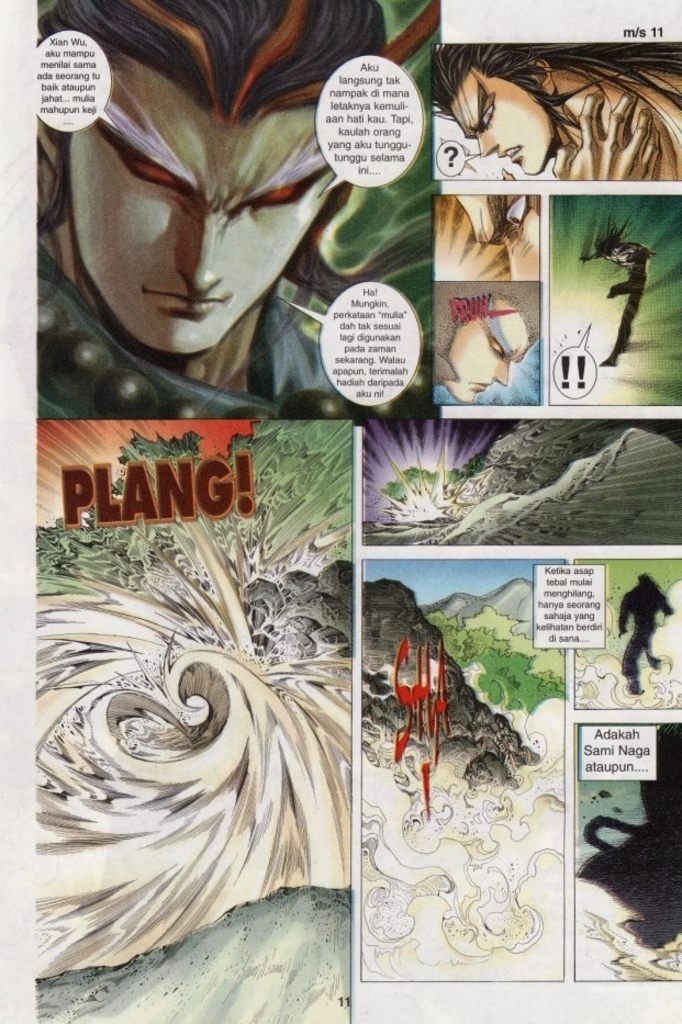 m/s 11
Xian Wu,
aku mampu
menilai sama
ada seorang tu
baik ataupun
jahat... mulia
mahupun keji
....
Aku
langsung tak
nampak di mana
letaknya kemuli-
aan hati kau. Tapi,
kaulah orang
yang aku tunggu-
tunggu selama
ini....
Ha!
Mungkin,
perkataan "mulia"
dah tak sesuai
lagi digunakan
pada zaman
sekarang. Walau
apapun, terimalah
hadiah daripada
aku ni!
?
!!
PLANG!
Ketika asap
tebal mulai
menghilang,
hanya seorang
sahaja yang
kelihatan berdiri
di sana....
Adakah
Sami Naga
ataupun....
11